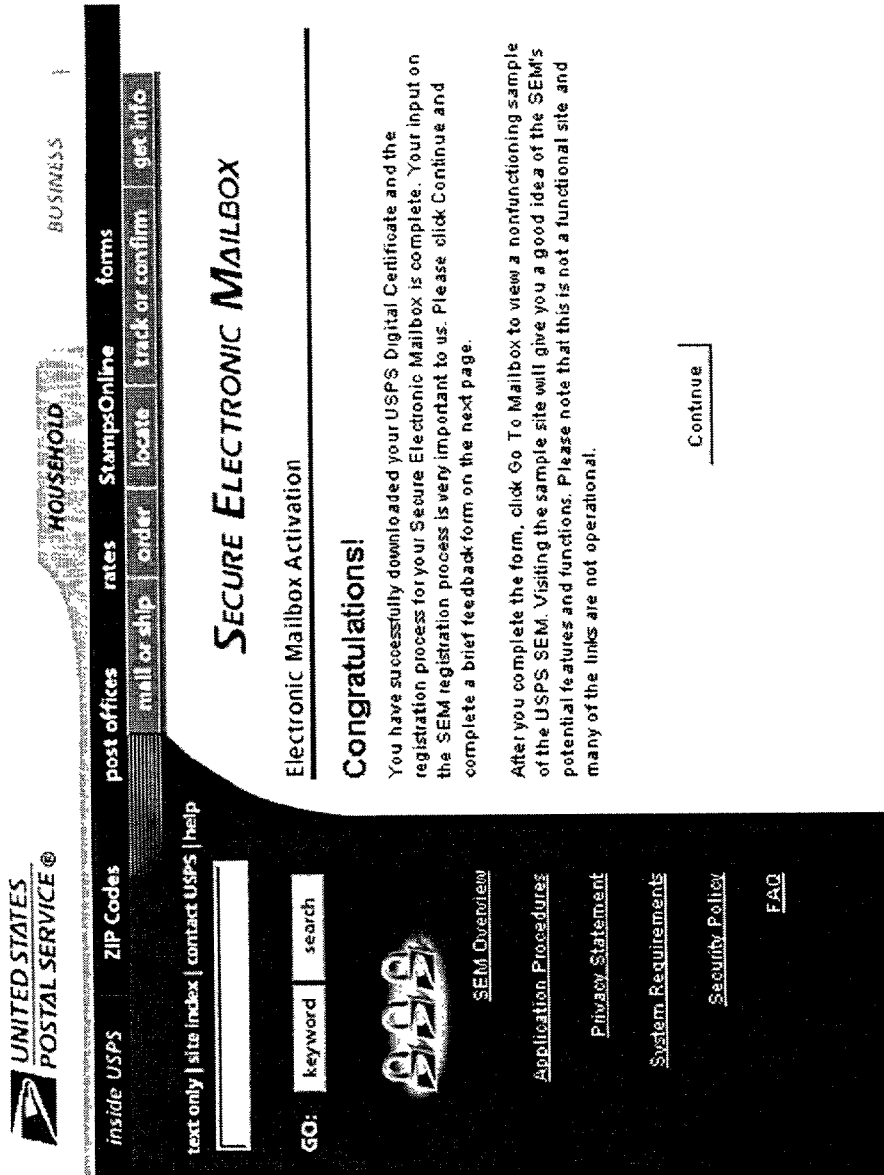 UNITED STATES
POSTAL SERVICE ®
HOUSEHOLD
BUSINESS
inside USPS
ZIP Codes
post offices
rates
StampsOnline
forms
mail or ship
order
locate
track or confirm
get info
text only | site index | contact USPS | help
GO:
keyword
search
SEM Overview
Application Procedures
Privacy Statement
System Requirements
Security Policy
FAQ
SECURE ELECTRONIC MAILBOX
Electronic Mailbox Activation
Congratulations!
You have successfully downloaded your USPS Digital Certificate and the
registration process for your Secure Electronic Mailbox is complete. Your input on
the SEM registration process is very important to us. Please click Continue and
complete a brief feedback form on the next page.
After you complete the form, click Go To Mailbox to view a nonfunctioning sample
of the USPS SEM. Visiting the sample site will give you a good idea of the SEM's
potential features and functions. Please note that this is not a functional site and
many of the links are not operational.
Continue